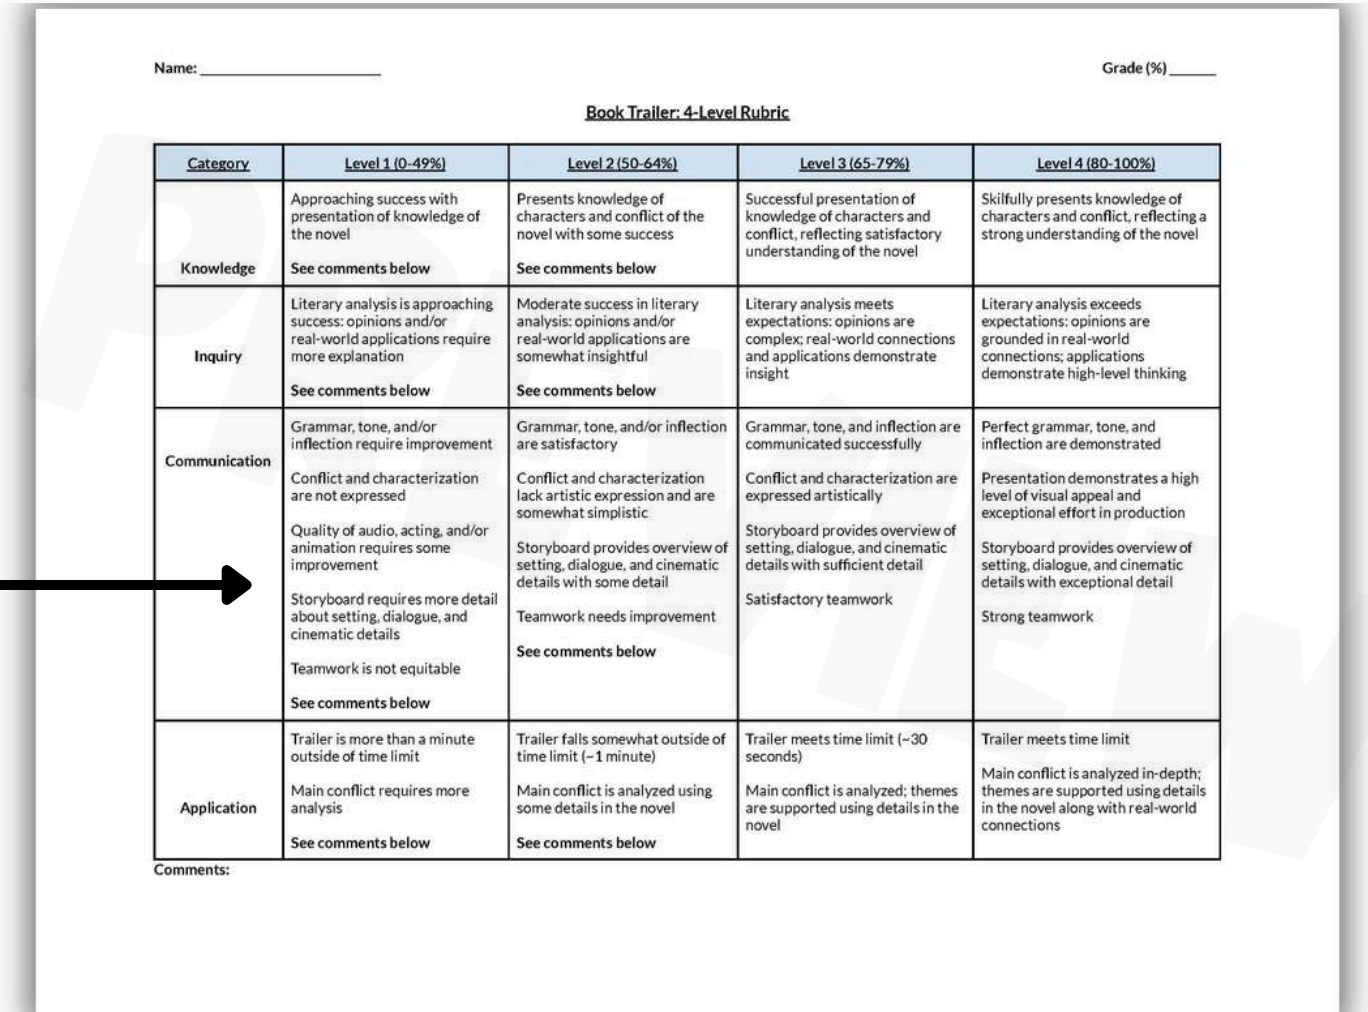 Name: ____________________
Grade (%) ______
Book Trailer: 4-Level Rubric
Category
Level 1 (0-49%)
Level 2 (50-64%)
Level 3 (65-79%)
Level 4 (80-100%)
Knowledge
Approaching success with
presentation of knowledge of
the novel
See comments below
Presents knowledge of
characters and conflict of the
novel with some success
See comments below
Successful presentation of
knowledge of characters and
conflict, reflecting satisfactory
understanding of the novel
Skilfully presents knowledge of
characters and conflict, reflecting a
strong understanding of the novel
Inquiry
Literary analysis is approaching
success: opinions and/or
real-world applications require
more explanation
See comments below
Moderate success in literary
analysis: opinions and/or
real-world applications are
somewhat insightful
See comments below
Literary analysis meets
expectations: opinions are
complex; real-world connections
and applications demonstrate
insight
Literary analysis exceeds
expectations: opinions are
grounded in real-world
connections; applications
demonstrate high-level thinking
Communication
Grammar, tone, and/or
inflection require improvement
Conflict and characterization
are not expressed
Quality of audio, acting, and/or
animation requires some
improvement
Storyboard requires more detail
about setting, dialogue, and
cinematic details
Teamwork is not equitable
See comments below
Grammar, tone, and/or inflection
are satisfactory
Conflict and characterization
lack artistic expression and are
somewhat simplistic
Storyboard provides overview of
setting, dialogue, and cinematic
details with some detail
Teamwork needs improvement
See comments below
Grammar, tone, and inflection are
communicated successfully
Conflict and characterization are
expressed artistically
Storyboard provides overview of
setting, dialogue, and cinematic
details with sufficient detail
Satisfactory teamwork
Perfect grammar, tone, and
inflection are demonstrated
Presentation demonstrates a high
level of visual appeal and
exceptional effort in production
Storyboard provides overview of
setting, dialogue, and cinematic
details with exceptional detail
Strong teamwork
Application
Trailer is more than a minute
outside of time limit
Main conflict requires more
analysis
See comments below
Trailer falls somewhat outside of
time limit (~1 minute)
Main conflict is analyzed using
some details in the novel
See comments below
Trailer meets time limit (~30
seconds)
Main conflict is analyzed; themes
are supported using details in the
novel
Trailer meets time limit
Main conflict is analyzed in-depth;
themes are supported using details
in the novel along with real-world
connections
Comments:
PREVIEW